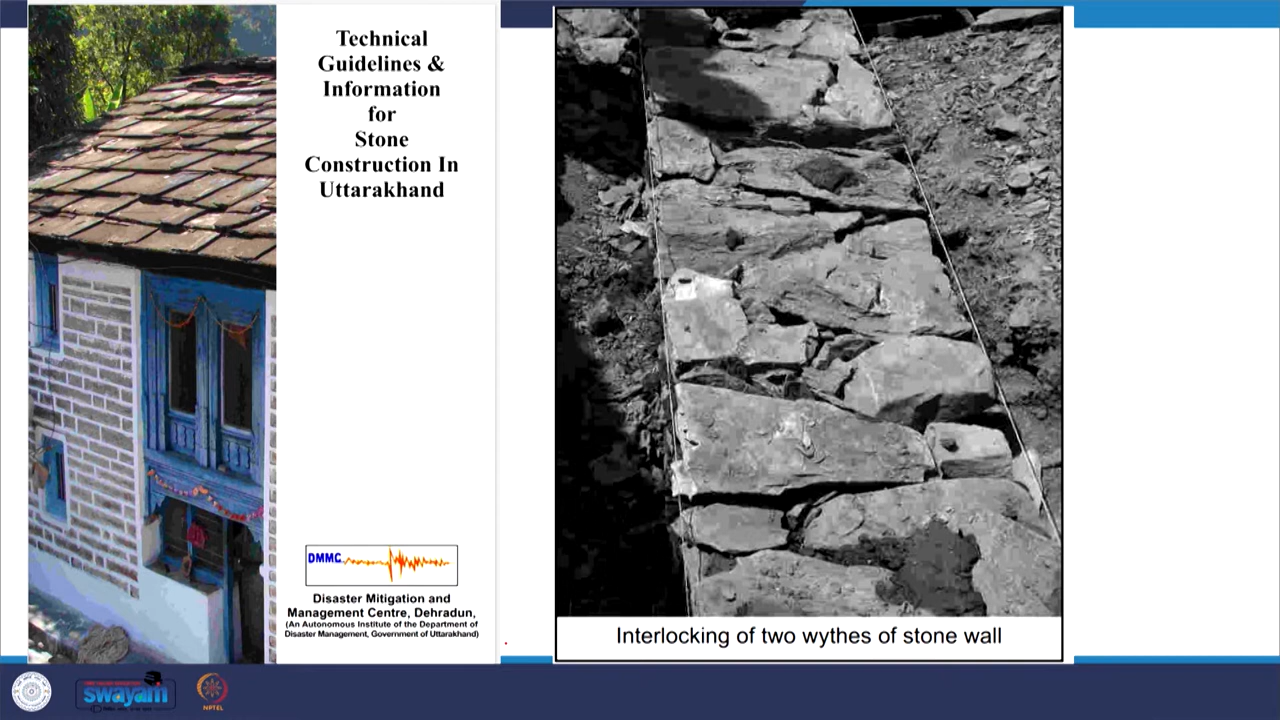 Technical
Guidelines &
Information
for
Stone
Construction In
Uttarakhand
DMMC
Disaster Mitigation and
Management Centre, Dehradun,
(An Autonomous Institute of the Department of
Disaster Management, Government of Uttarakhand)
Interlocking of two wythes of stone wall
swayam
NPTEL